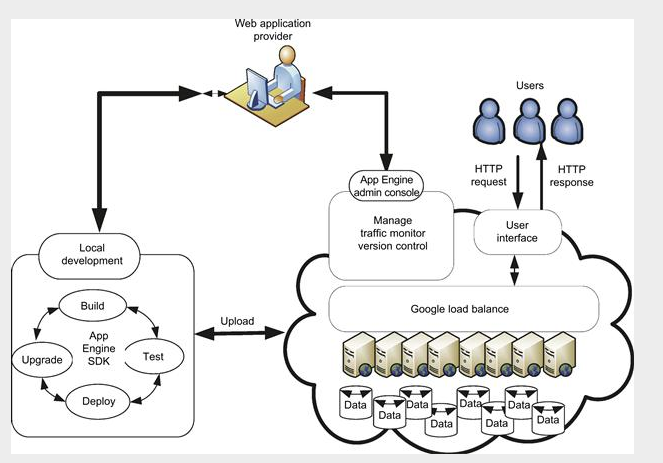 Web application
provider
Users
HTTP
request
HTTP
response
App Engine
admin console
Manage
traffic monitor
version control
User
interface
Local
development
Build
App
Engine
SDK
Upgrade
Test
Deploy
Upload
Google load balance
Data
Data
Data
Data
Data
Data
Data
Data